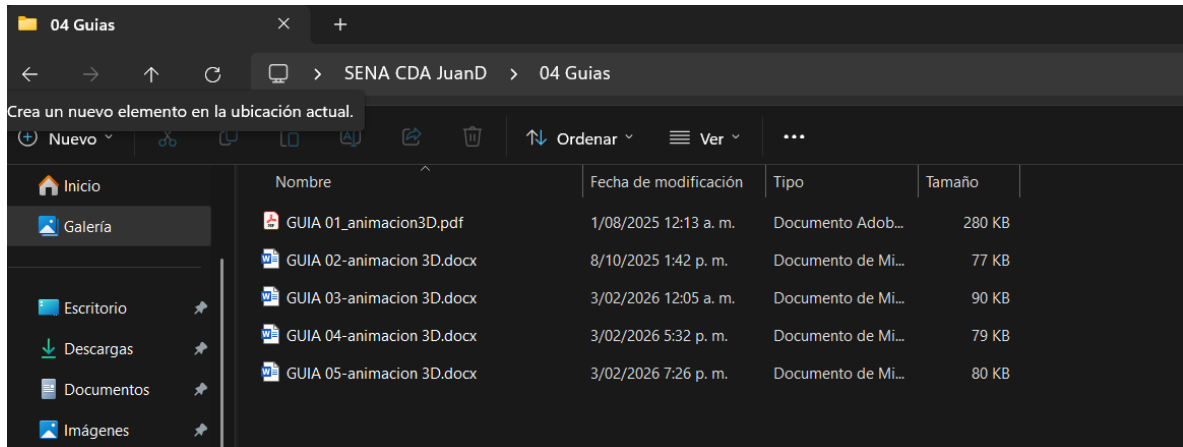 04 Guias
SENA CDA JuanD > 04 Guias
Crea un nuevo elemento en la ubicación actual.
Nuevo Ordenar Ver
Inicio
Galería
Escritorio
Descargas
Documentos
Imágenes
Nombre Fecha de modificación Tipo Tamaño
GUIA 01_animacion3D.pdf 1/08/2025 12:13 a. m. Documento Adob... 280 KB
GUIA 02-animacion 3D.docx 8/10/2025 1:42 p. m. Documento de Mi... 77 KB
GUIA 03-animacion 3D.docx 3/02/2026 12:05 a. m. Documento de Mi... 90 KB
GUIA 04-animacion 3D.docx 3/02/2026 5:32 p. m. Documento de Mi... 79 KB
GUIA 05-animacion 3D.docx 3/02/2026 7:26 p. m. Documento de Mi... 80 KB